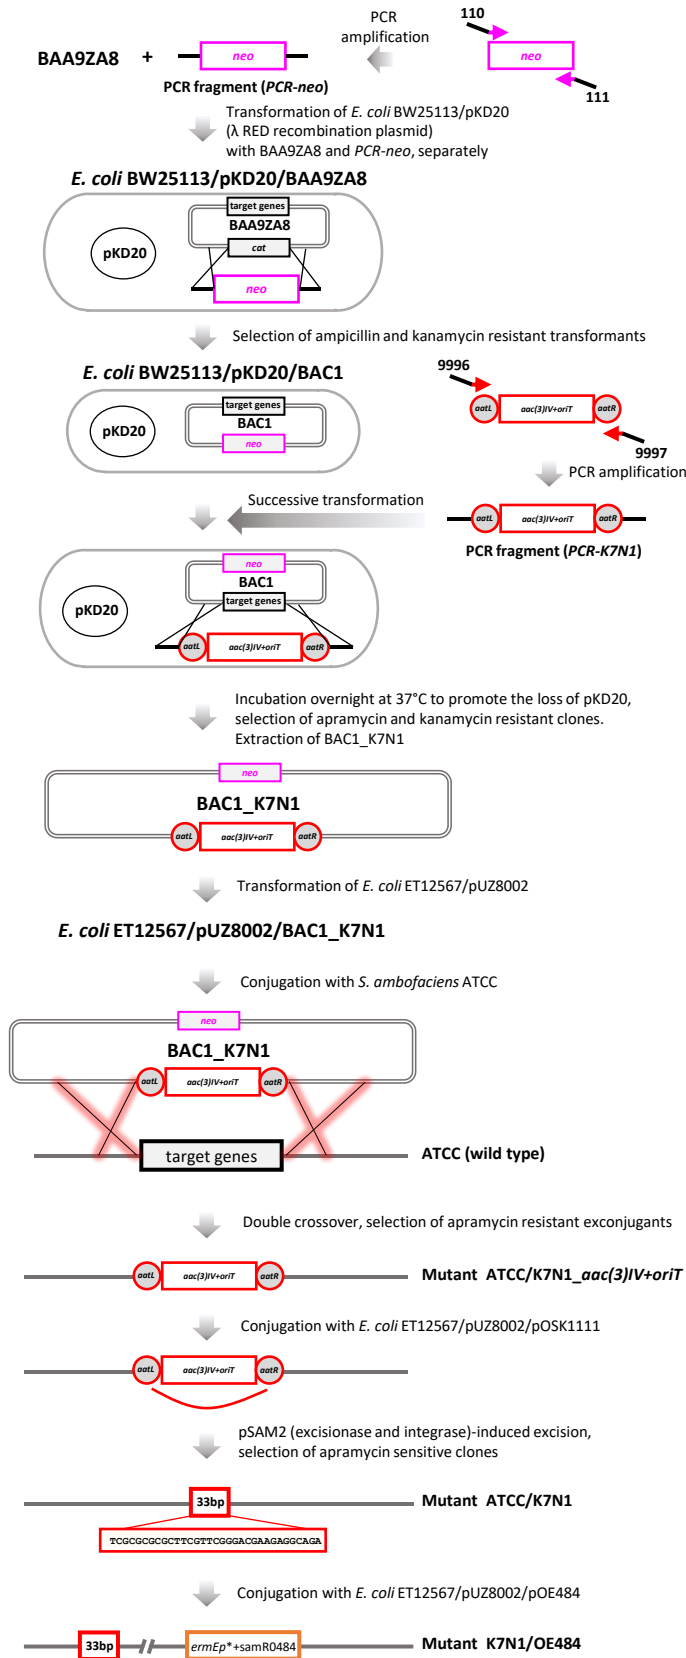 110
PCR
amplification
BAA9ZA8 + neo
neo
PCR fragment (PCR-neo)
111
Transformation of E. coli BW25113/pKD20
(λ RED recombination plasmid)
with BAA9ZA8 and PCR-neo, separately
E. coli BW25113/pKD20/BAA9ZA8
target genes
BAA9ZA8
pKD20
cat
neo
Selection of ampicillin and kanamycin resistant transformants
E. coli BW25113/pKD20/BAC1
9996
target genes
BAC1
pKD20
neo
aatL aac(3)IV+oriT aatR
9997
PCR amplification
Successive transformation
aatL aac(3)IV+oriT aatR
PCR fragment (PCR-K7N1)
neo
BAC1
target genes
pKD20
aatL aac(3)IV+oriT aatR
Incubation overnight at 37°C to promote the loss of pKD20,
selection of apramycin and kanamycin resistant clones.
Extraction of BAC1_K7N1
neo
BAC1_K7N1
aatL aac(3)IV+oriT aatR
Transformation of E. coli ET12567/pUZ8002
E. coli ET12567/pUZ8002/BAC1_K7N1
Conjugation with S. ambofaciens ATCC
neo
BAC1_K7N1
aatL aac(3)IV+oriT aatR
target genes
ATCC (wild type)
Double crossover, selection of apramycin resistant exconjugants
aatL aac(3)IV+oriT aatR
Mutant ATCC/K7N1_aac(3)IV+oriT
Conjugation with E. coli ET12567/pUZ8002/pOSK1111
aatL aac(3)IV+oriT aatR
pSAM2 (excisionase and integrase)-induced excision,
selection of apramycin sensitive clones
33bp
Mutant ATCC/K7N1
TCGCGCGCGCTTCGTTCGGGACGAAGAGGCAGA
Conjugation with E. coli ET12567/pUZ8002/pOE484
33bp // ermEp*+samR0484
Mutant K7N1/OE484